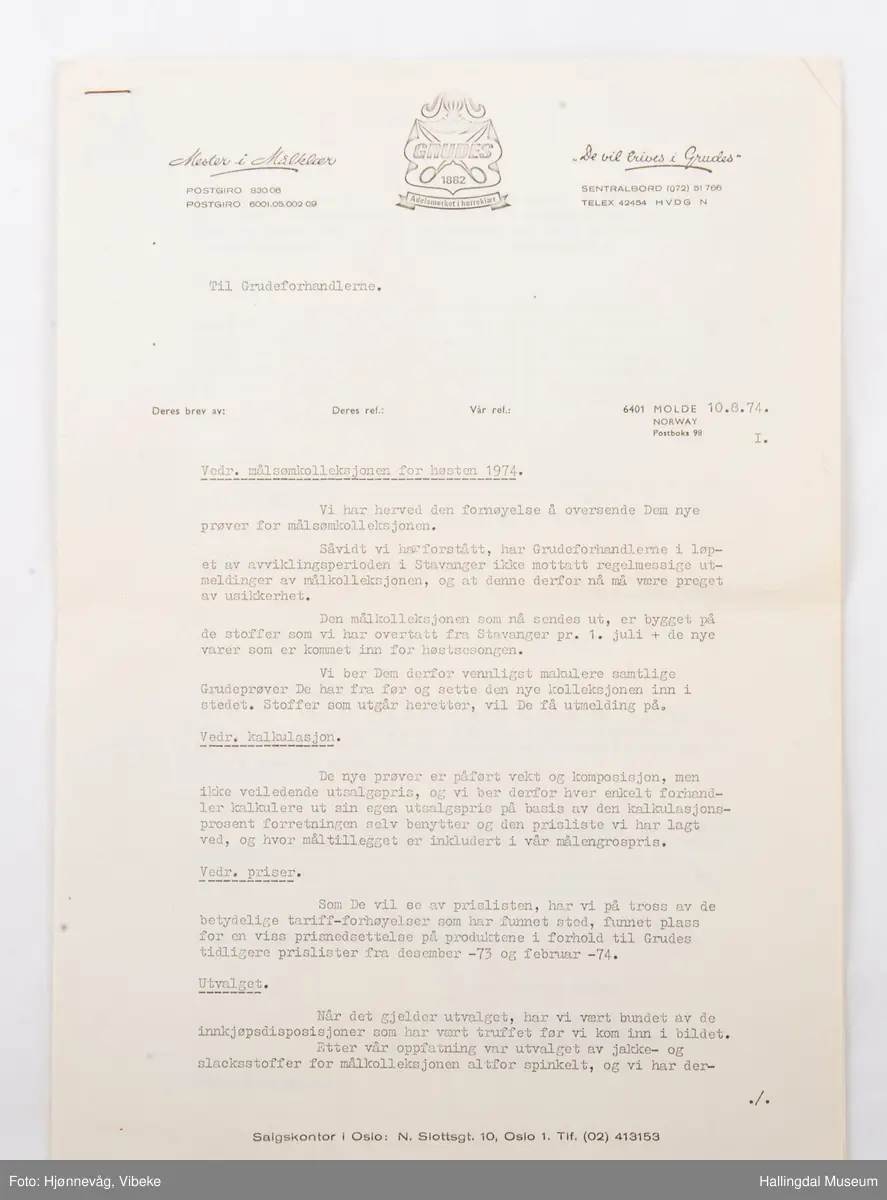 Mester i Målklær
POSTGIRO 83006
POSTGIRO 6001.05.002 09
GRUDES
1882
Adelsmerket i herreklær
"De vil trives i Grudes"
SENTRALBORD (072) 51 766
TELEX 42454 HVDG N
Til Grudeforhandlerne.
Deres brev av: Deres ref.: Vår ref.: 6401 MOLDE 10.8.74.
NORWAY
Postboks 98
I.
Vedr. målsømkolleksjonen for høsten 1974.
Vi har herved den fornøyelse å oversende Dem nye
prøver for målsømkolleksjonen.
Såvidt vi har forstått, har Grudeforhandlerne i løp-
et av avviklingsperioden i Stavanger ikke mottatt regelmessige ut-
meldinger av målkolleksjonen, og at denne derfor nå må være preget
av usikkerhet.
Den målkolleksjonen som nå sendes ut, er bygget på
de stoffer som vi har overtatt fra Stavanger pr. 1. juli + de nye
varer som er kommet inn for høstsesongen.
Vi ber Dem derfor vennligst makulere samtlige
Grudeprøver De har fra før og sette den nye kolleksjonen inn i
stedet. Stoffer som utgår heretter, vil De få utmelding på.
Vedr. kalkulasjon.
De nye prøver er påført vekt og komposisjon, men
ikke veiledende utsalgspris, og vi ber derfor hver enkelt forhand-
ler kalkulere ut sin egen utsalgspris på basis av den kalkulasjons-
prosent forretningen selv benytter og den prisliste vi har lagt
ved, og hvor måltillegget er inkludert i vår målengrospris.
Vedr. priser.
Som De vil se av prislisten, har vi på tross av de
betydelige tariff-forhøyelser som har funnet sted, funnet plass
for en viss prisnedsettelse på produktene i forhold til Grudes
tidligere prislister fra desember -73 og februar -74.
Utvalget.
Når det gjelder utvalget, har vi vært bundet av de
innkjøpsdisposisjoner som har vært truffet før vi kom inn i bildet.
Etter vår oppfatning var utvalget av jakke- og
slacksstoffer for målkolleksjonen altfor spinkelt, og vi har der-
./.
Salgskontor i Oslo: N. Slottsgt. 10, Oslo 1. Tlf. (02) 413153
Foto: Hjønnevåg, Vibeke
Hallingdal Museum